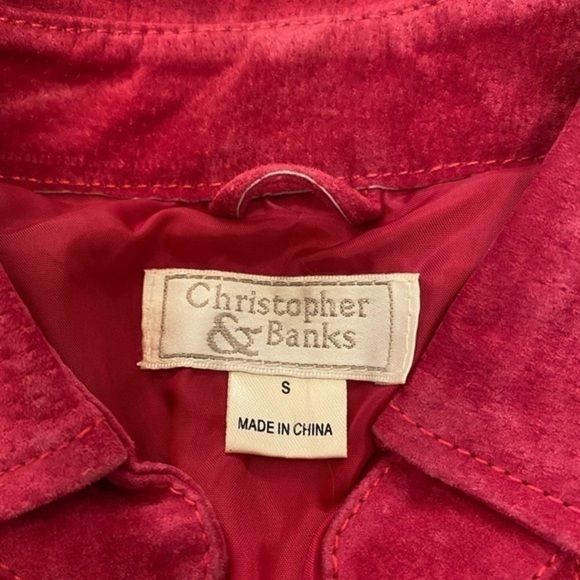 Christopher
& Banks
S
MADE IN CHINA